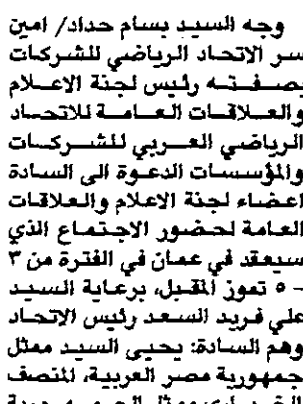 وجه السيد بسام حداد/ امين
سر الاتحاد الرياضي للشركات
بصفته رئيس لجنة الاعلام
والعلاقات العامة للاتحاد
الرياضي العربي للشركات
والمؤسسات الدعوة الى السادة
اعضاء لجنة الاعلام والعلاقات
العامة لحضور الاجتماع الذي
سيعقد في عمان في الفترة من ٣
- ٥ تموز المقبل، برعاية السيد
علي فريد السعد رئيس الاتحاد
وهم السادة: يحيى السيد ممثل
جمهورية مصر العربية، المنصف